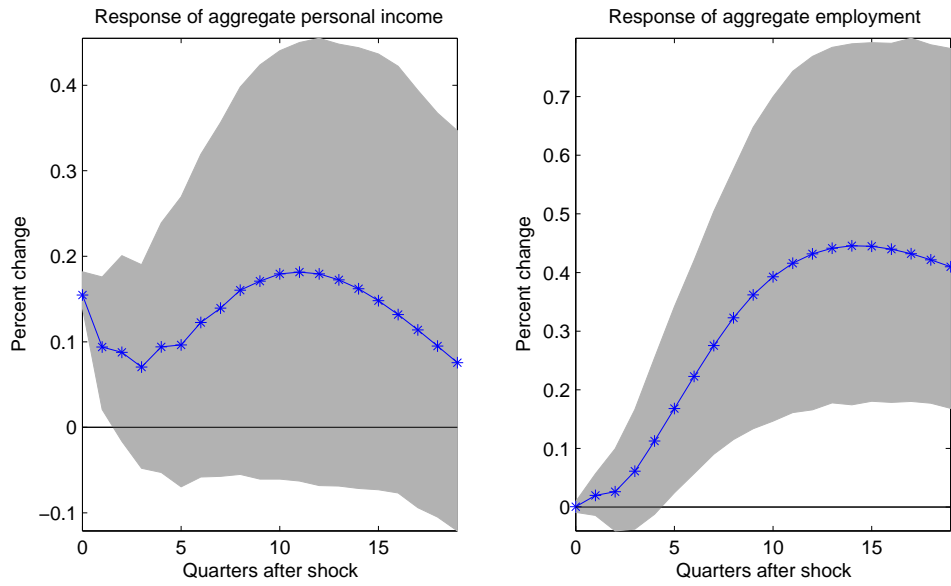 Response of aggregate personal income
Percent change
0.4
0.3
0.2
0.1
0
−0.1
0 5 10 15
Quarters after shock
Response of aggregate employment
Percent change
0.7
0.6
0.5
0.4
0.3
0.2
0.1
0
0 5 10 15
Quarters after shock